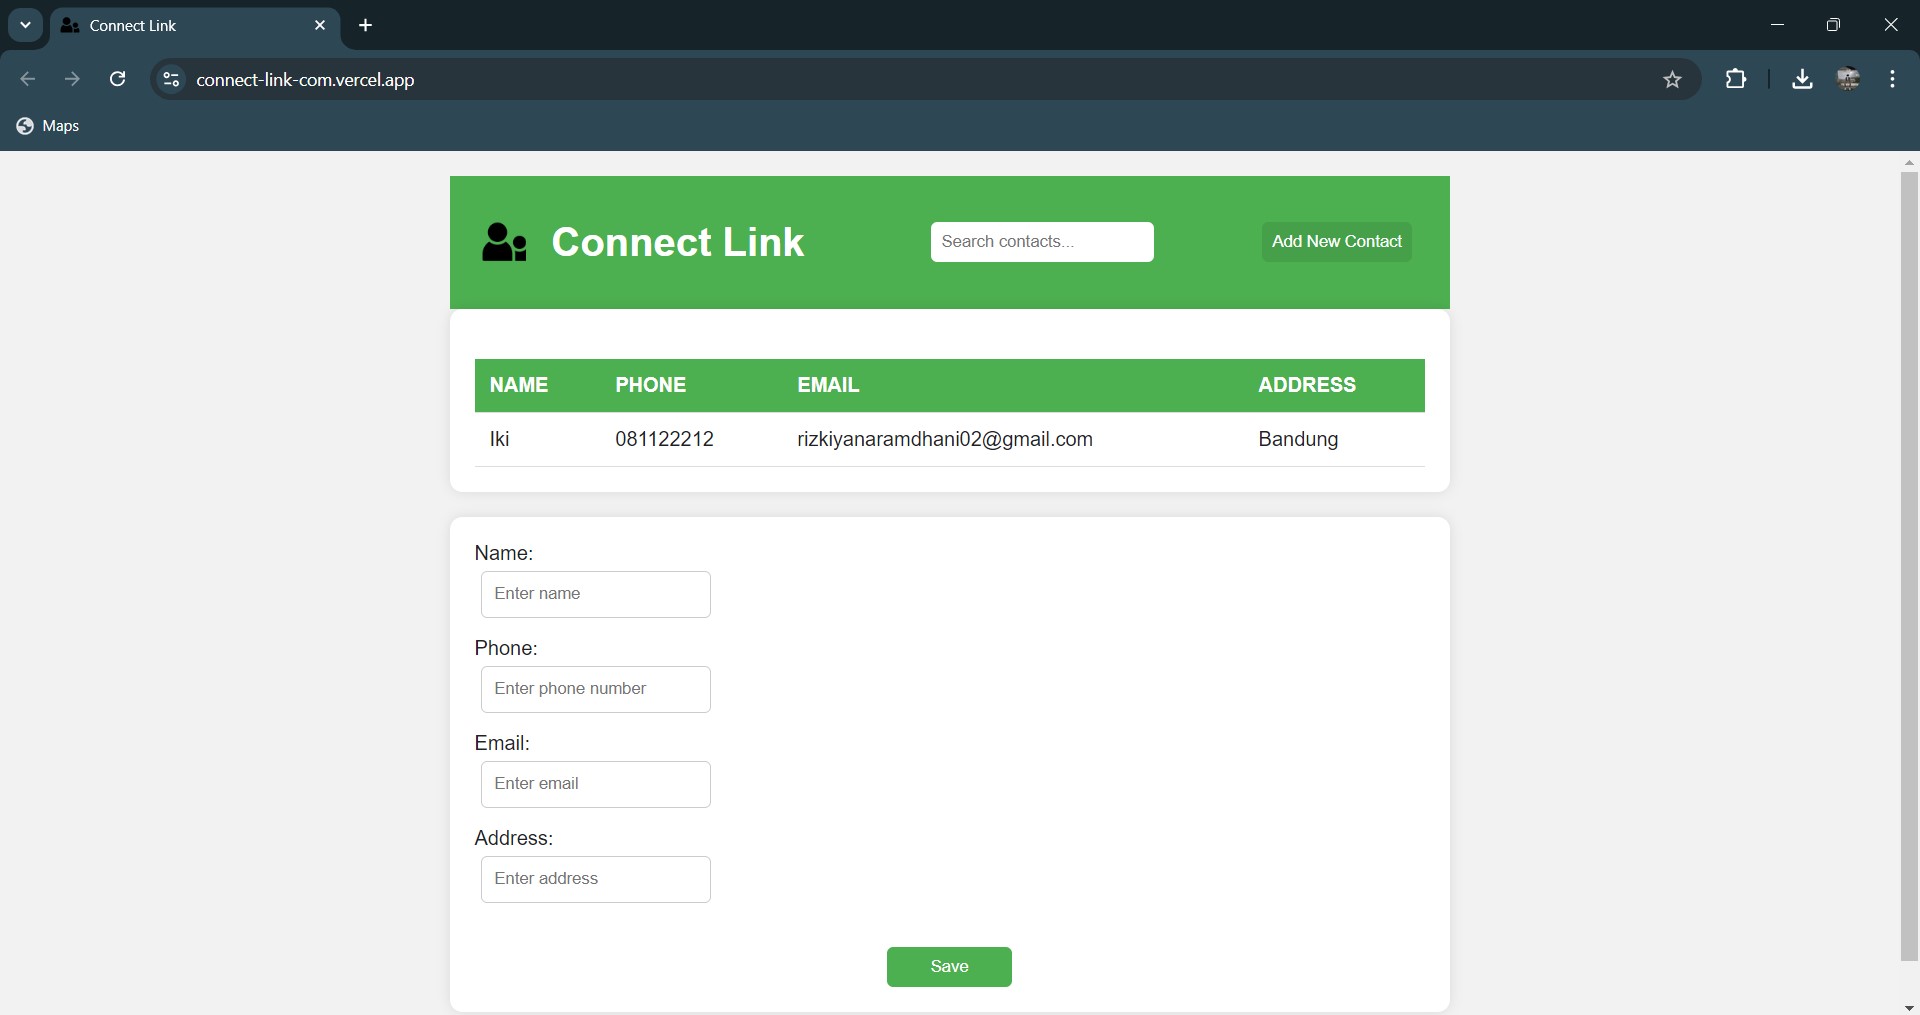 Connect Link
connect-link-com.vercel.app
Maps
Connect Link
Search contacts...
Add New Contact
NAME PHONE EMAIL ADDRESS
Iki 081122212 rizkiyanaramdhani02@gmail.com Bandung
Name:
Enter name
Phone:
Enter phone number
Email:
Enter email
Address:
Enter address
Save